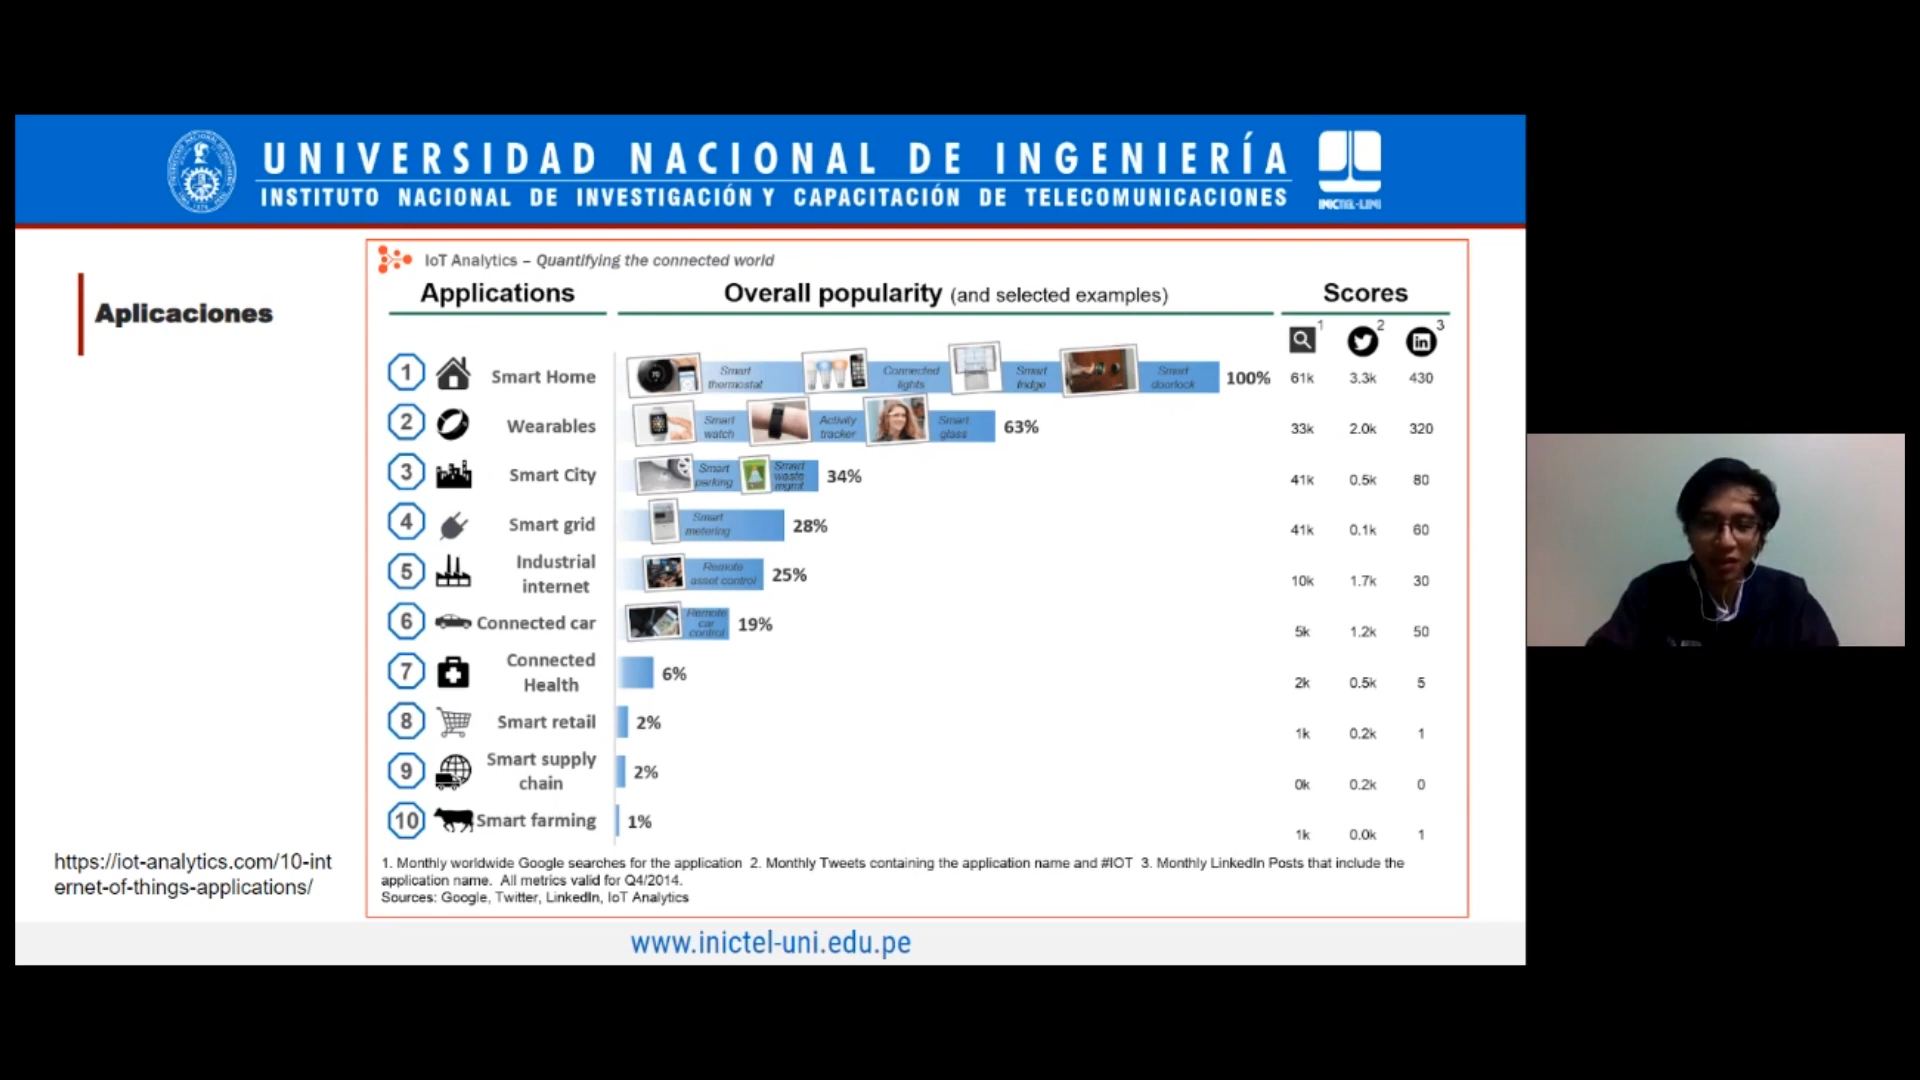 UNIVERSIDAD NACIONAL DE INGENIERÍA
INSTITUTO NACIONAL DE INVESTIGACIÓN Y CAPACITACIÓN DE TELECOMUNICACIONES
INICTEL-UNI
Aplicaciones
IoT Analytics – Quantifying the connected world
Applications
Overall popularity (and selected examples)
Scores
1 2 3
1 Smart Home Smart thermostat Connected lights Smart fridge Smart doorlock 100% 61k 3.3k 430
2 Wearables Smart watch Activity tracker Smart glass 63% 33k 2.0k 320
3 Smart City Smart parking Smart waste mgmt 34% 41k 0.5k 80
4 Smart grid Smart metering 28% 41k 0.1k 60
5 Industrial internet Remote asset control 25% 10k 1.7k 30
6 Connected car Remote car control 19% 5k 1.2k 50
7 Connected Health 6% 2k 0.5k 5
8 Smart retail 2% 1k 0.2k 1
9 Smart supply chain 2% 0k 0.2k 0
10 Smart farming 1% 1k 0.0k 1
1. Monthly worldwide Google searches for the application 2. Monthly Tweets containing the application name and #IOT 3. Monthly LinkedIn Posts that include the
application name. All metrics valid for Q4/2014.
Sources: Google, Twitter, LinkedIn, IoT Analytics
https://iot-analytics.com/10-int
ernet-of-things-applications/
www.inictel-uni.edu.pe